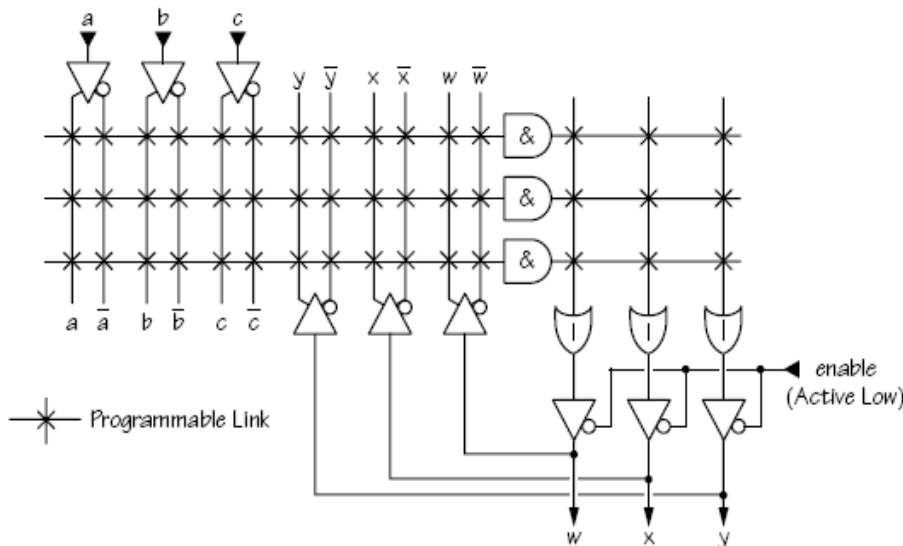 a b c
y y̅ x x̅ w w̅
&
&
&
a a̅ b b̅ c c̅
| | |
enable
(Active Low)
Programmable Link
w x y